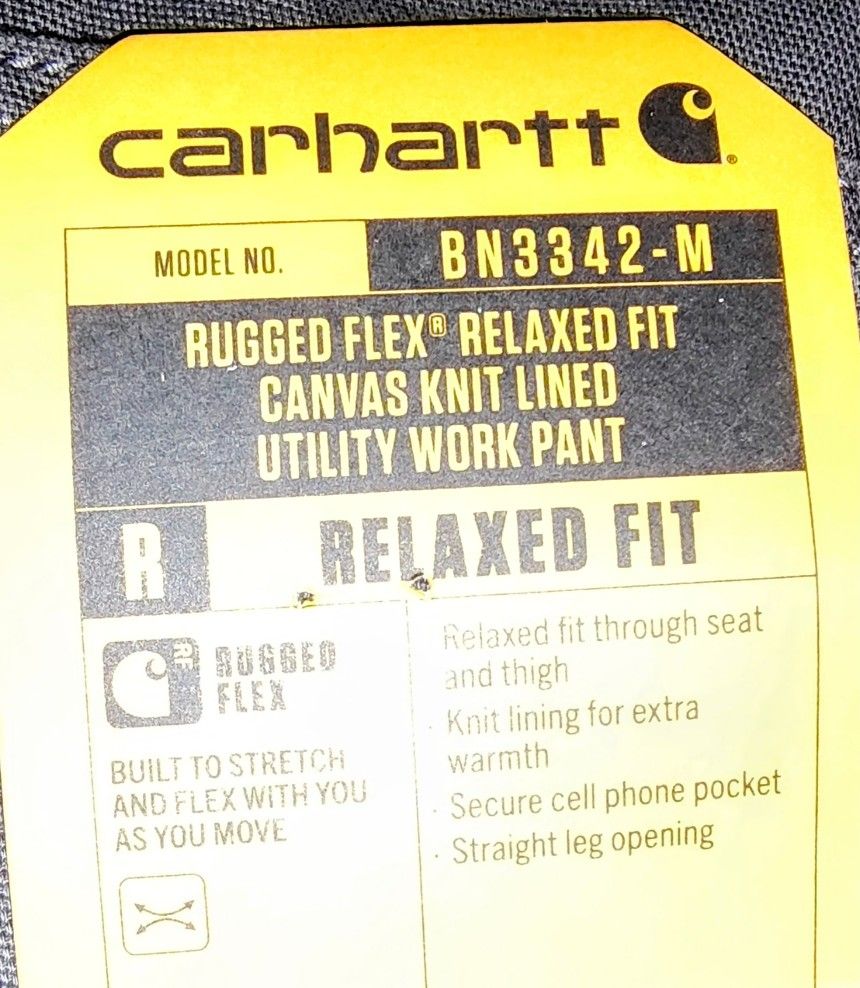 carhartt
MODEL NO. BN3342-M
RUGGED FLEX® RELAXED FIT
CANVAS KNIT LINED
UTILITY WORK PANT
R RELAXED FIT
RF RUGGED
FLEX
BUILT TO STRETCH
AND FLEX WITH YOU
AS YOU MOVE
Relaxed fit through seat
and thigh
· Knit lining for extra
warmth
· Secure cell phone pocket
· Straight leg opening